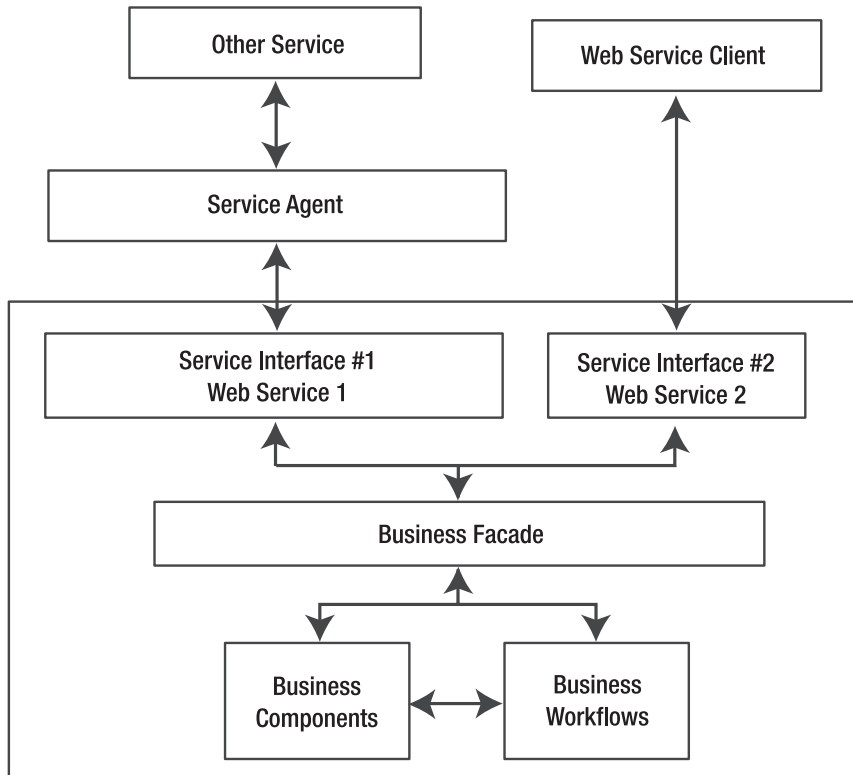 Other Service
Web Service Client
Service Agent
Service Interface #1
Web Service 1
Service Interface #2
Web Service 2
Business Facade
Business
Components
Business
Workflows